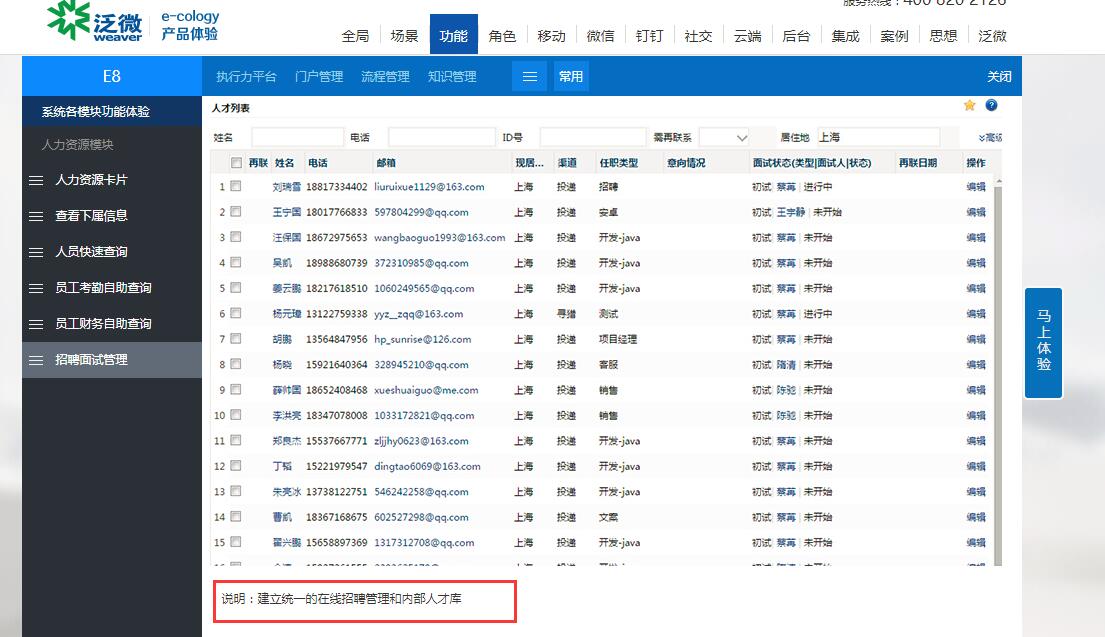 泛微 weaver e-cology 产品体验
全局 场景 功能 角色 移动 微信 钉钉 社交 云端 后台 集成 案例 思想 泛微
E8 执行力平台 门户管理 流程管理 知识管理 常用 关闭
系统各模块功能体验
人力资源模块
人力资源卡片
查看下属信息
人员快速查询
员工考勤自助查询
员工财务自助查询
招聘面试管理
人才列表
姓名 电话 ID号 需再联系 居住地 上海 高级
再联 姓名 电话 邮箱 现居... 渠道 任职类型 意向情况 面试状态(类型|面试人|状态) 再联日期 操作
1 刘瑞雪 18817334402 liuruixue1129@163.com 上海 投递 招聘 初试 蔡苒 进行中 编辑
2 王宁国 18017766833 597804299@qq.com 上海 投递 安卓 初试 王宇静 未开始 编辑
3 汪保国 18672975653 wangbaoguo1993@163.com 上海 投递 开发-java 初试 蔡苒 未开始 编辑
4 吴凯 18988680739 372310985@qq.com 上海 投递 开发-java 初试 蔡苒 未开始 编辑
5 姜云鹏 18217618510 1060249565@qq.com 上海 投递 开发-java 初试 蔡苒 未开始 编辑
6 杨元璋 13122759338 yyz__zqq@163.com 上海 寻猎 测试 初试 蔡苒 进行中 编辑
7 胡鹏 13564847956 hp_sunrise@126.com 上海 投递 项目经理 初试 蔡苒 未开始 编辑
8 杨晓 15921640364 328945210@qq.com 上海 投递 客服 初试 隋清 未开始 编辑
9 薛帅国 18652408468 xueshuaiguo@me.com 上海 投递 销售 初试 陈驰 未开始 编辑
10 李洪亮 18347078008 1033172821@qq.com 上海 投递 销售 初试 陈驰 未开始 编辑
11 郑良杰 15537667771 zljjhy0623@163.com 上海 投递 开发-java 初试 蔡苒 未开始 编辑
12 丁韬 15221979547 dingtao6069@163.com 上海 投递 开发-java 初试 蔡苒 未开始 编辑
13 朱亮冰 13738122751 546242258@qq.com 上海 投递 开发-java 初试 蔡苒 未开始 编辑
14 曹凯 18367168675 602527298@qq.com 上海 投递 文案 初试 蔡苒 未开始 编辑
15 翟兴鹏 15658897369 1317312708@qq.com 上海 投递 开发-java 初试 蔡苒 未开始 编辑
说明：建立统一的在线招聘管理和内部人才库
马上体验